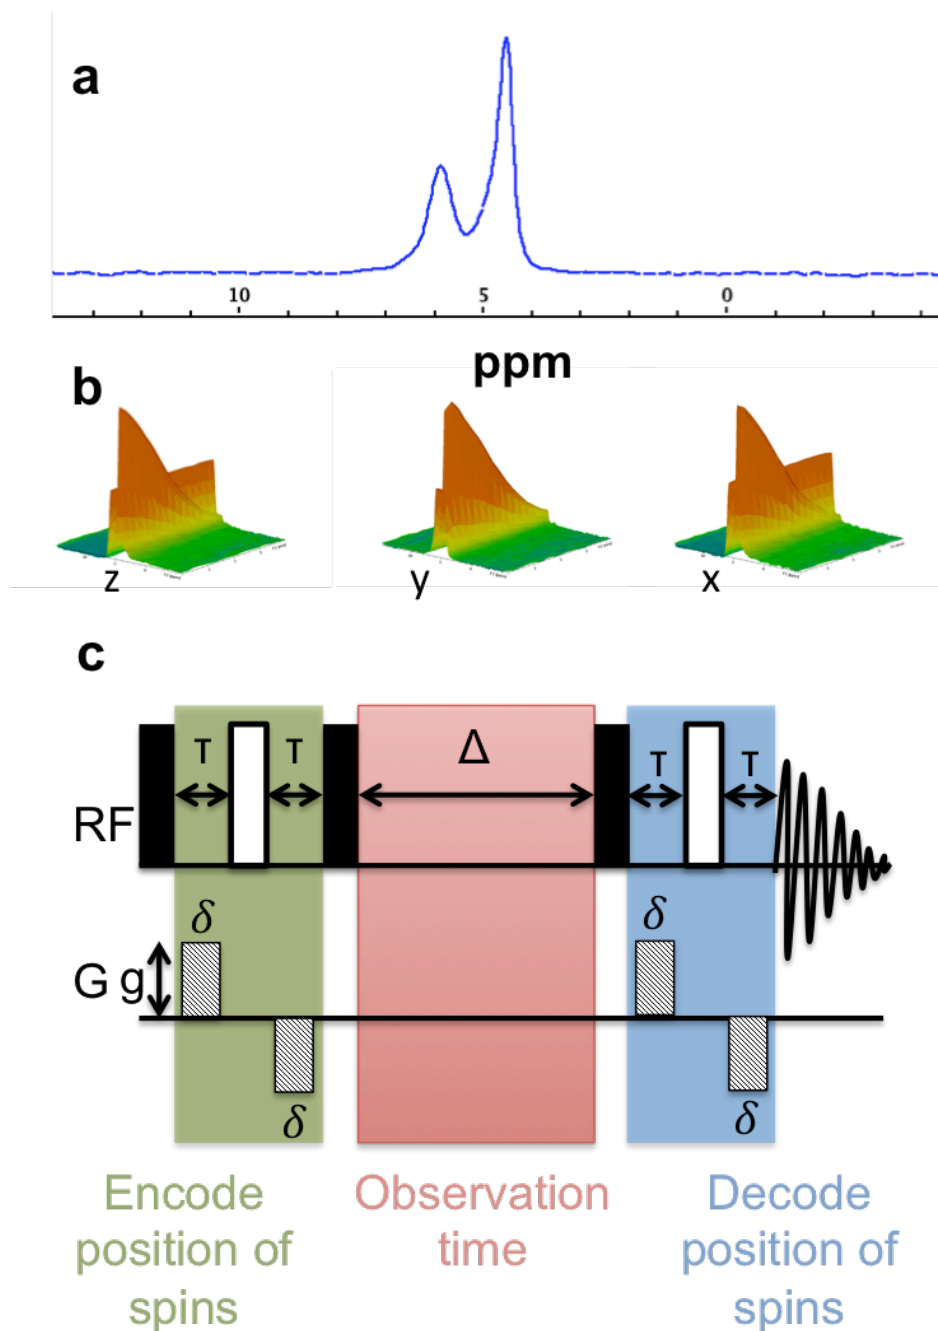 a
10 5 0
ppm
b
z y x
c
τ τ Δ τ τ
RF
δ δ
G g
δ δ
Encode position of spins
Observation time
Decode position of spins